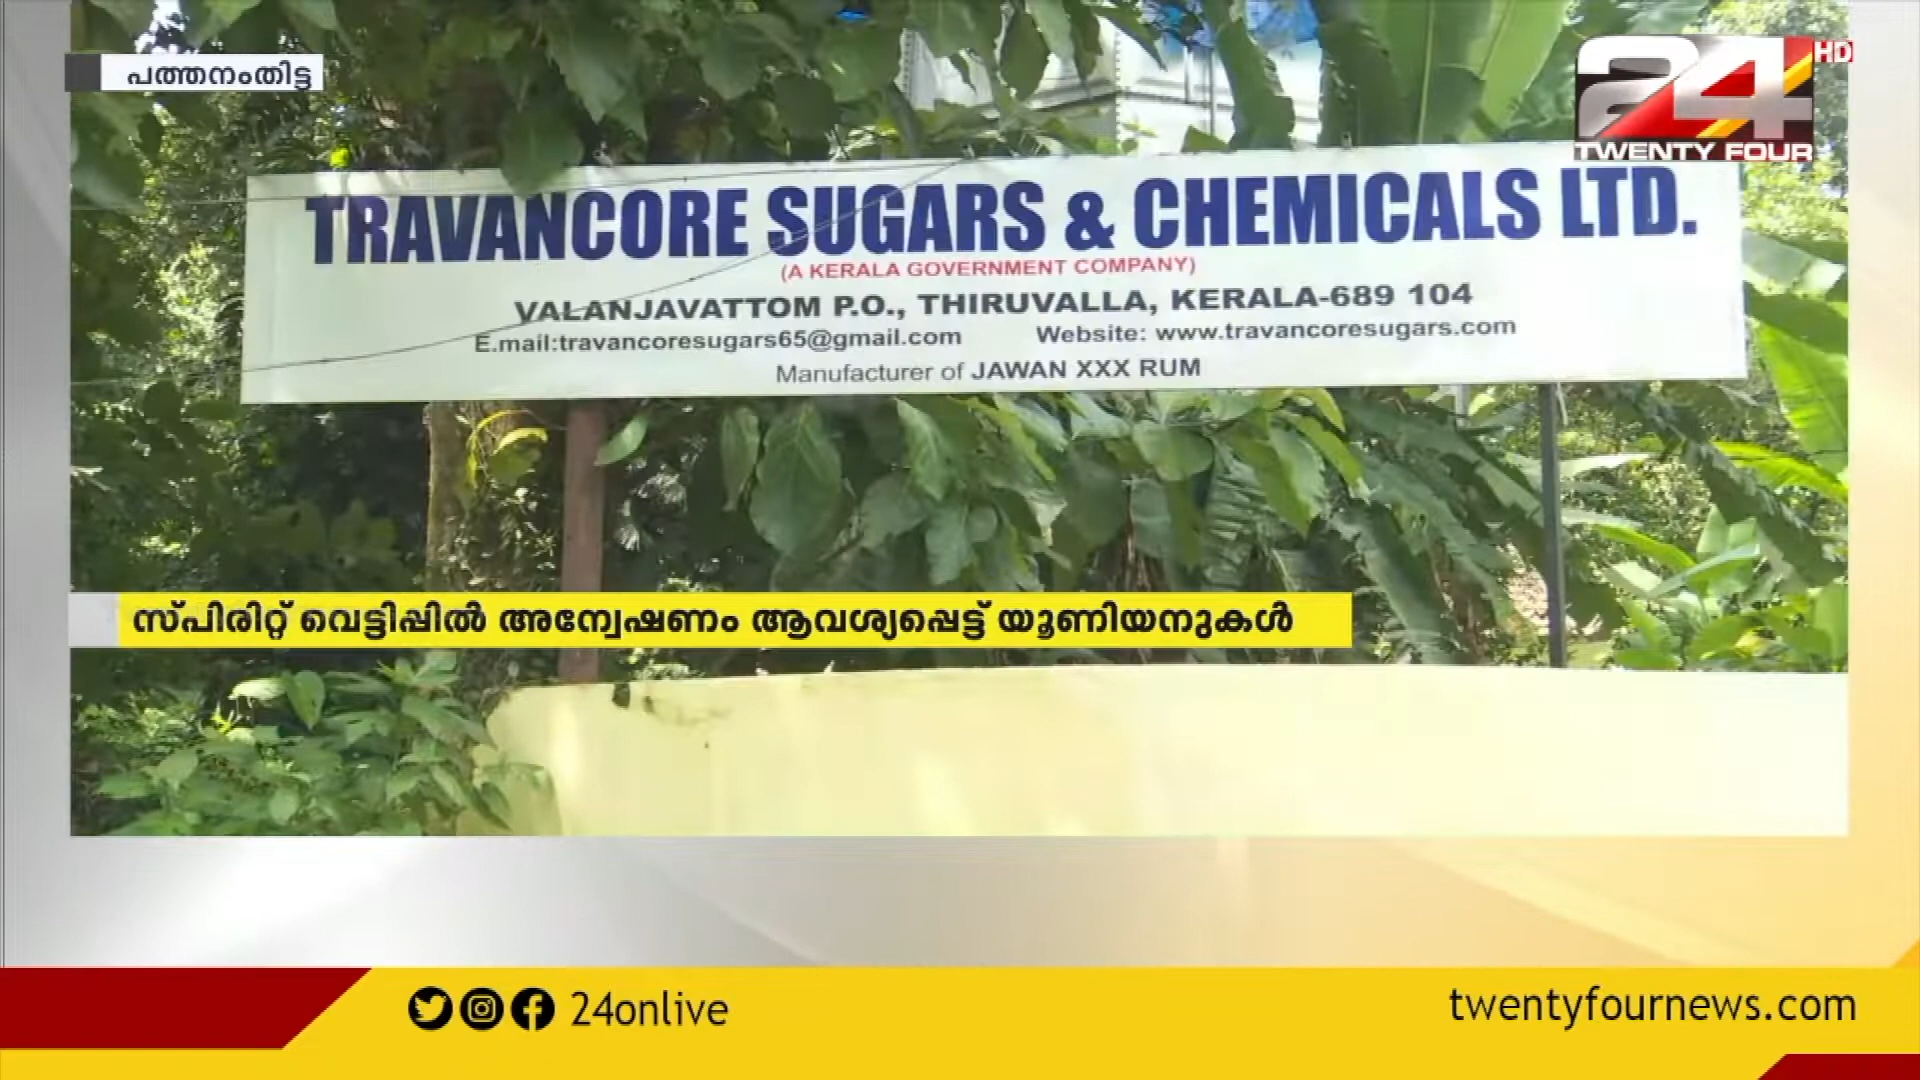 പത്തനംതിട്ട
24 HD
TWENTY FOUR
TRAVANCORE SUGARS & CHEMICALS LTD.
(A KERALA GOVERNMENT COMPANY)
VALANJAVATTOM P.O., THIRUVALLA, KERALA-689 104
E.mail:travancoresugars65@gmail.com Website: www.travancoresugars.com
Manufacturer of JAWAN XXX RUM
സ്പിരിറ്റ് വെട്ടിപ്പിൽ അന്വേഷണം ആവശ്യപ്പെട്ട് യൂണിയനുകൾ
24onlive
twentyfournews.com